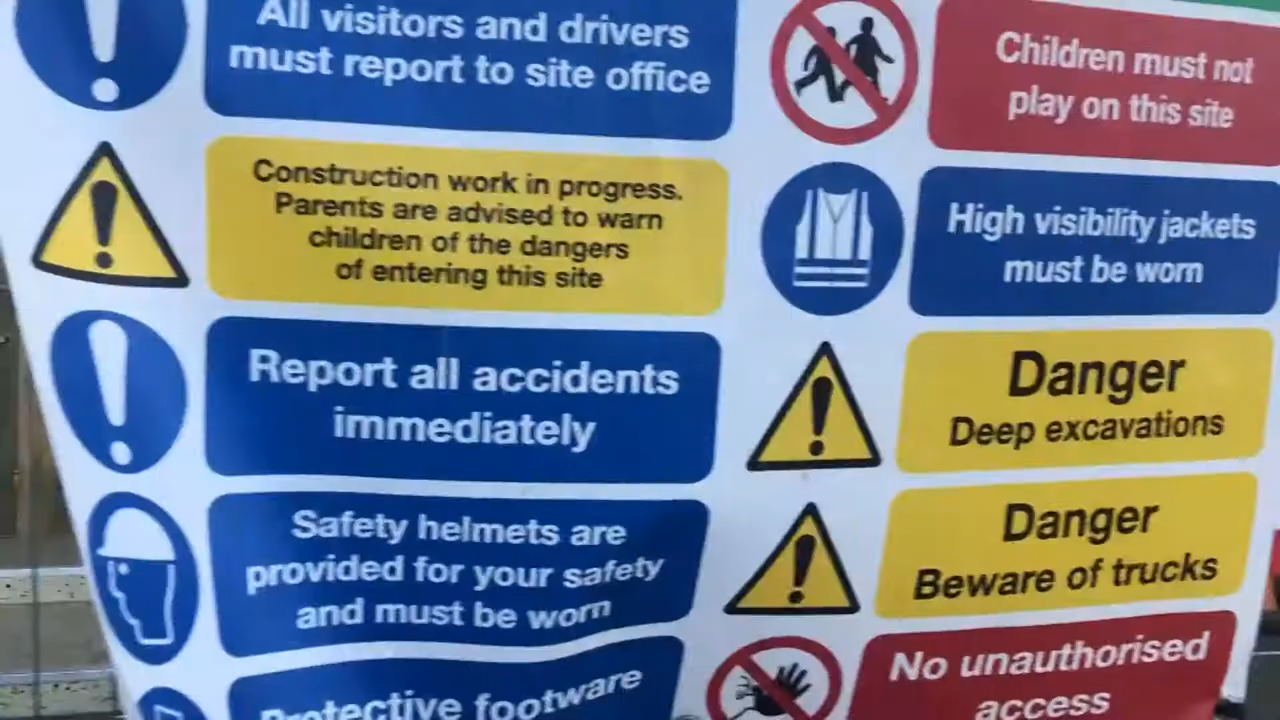 All visitors and drivers
must report to site office
Construction work in progress.
Parents are advised to warn
children of the dangers
of entering this site
Report all accidents
immediately
Safety helmets are
provided for your safety
and must be worn
Protective footware
Children must not
play on this site
High visibility jackets
must be worn
Danger
Deep excavations
Danger
Beware of trucks
No unauthorised
access